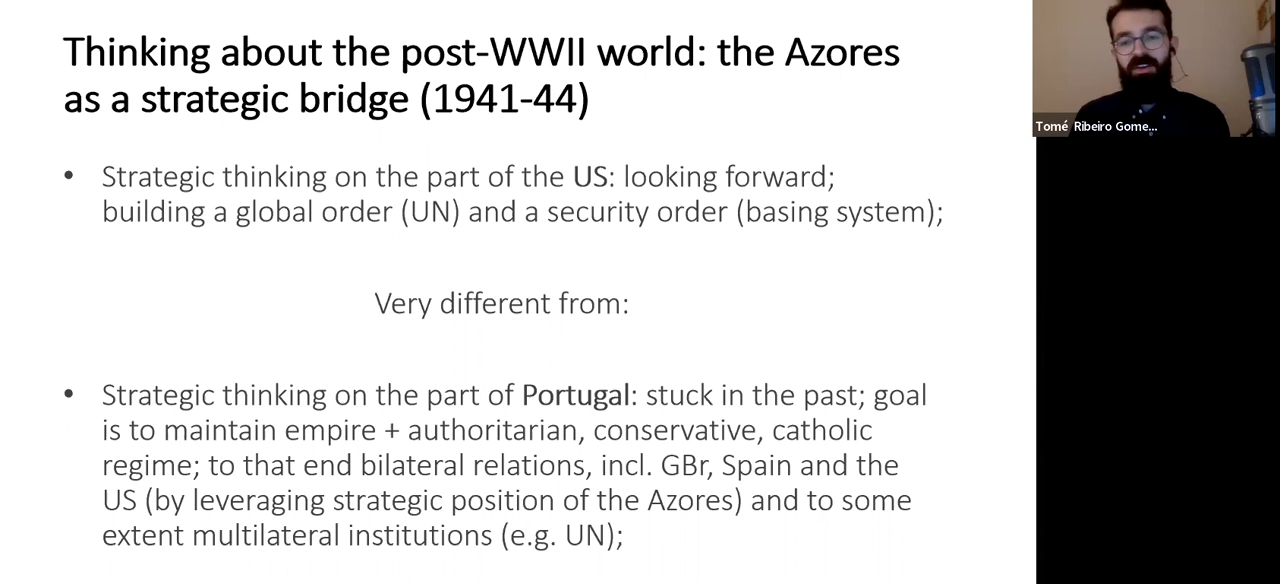 Thinking about the post-WWII world: the Azores
as a strategic bridge (1941-44)
• Strategic thinking on the part of the US: looking forward;
building a global order (UN) and a security order (basing system);
Very different from:
• Strategic thinking on the part of Portugal: stuck in the past; goal
is to maintain empire + authoritarian, conservative, catholic
regime; to that end bilateral relations, incl. GBr, Spain and the
US (by leveraging strategic position of the Azores) and to some
extent multilateral institutions (e.g. UN);
Tomé Ribeiro Gome...